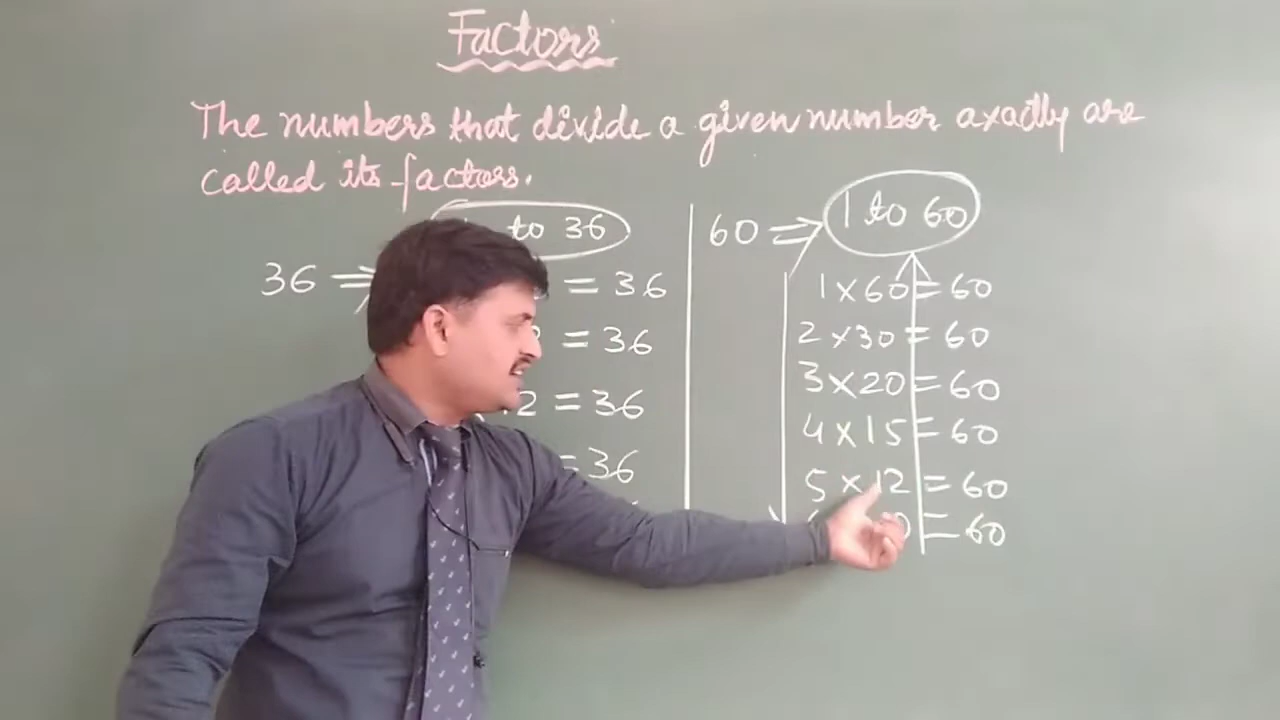 Factors
The numbers that divide a given number axactly are
called its factors.
to 36
36 ⇒
= 36
= 36
2 = 36
= 36
60 ⇒ 1 to 60
1 × 60 = 60
2 × 30 = 60
3 × 20 = 60
4 × 15 = 60
5 × 12 = 60
0 = 60